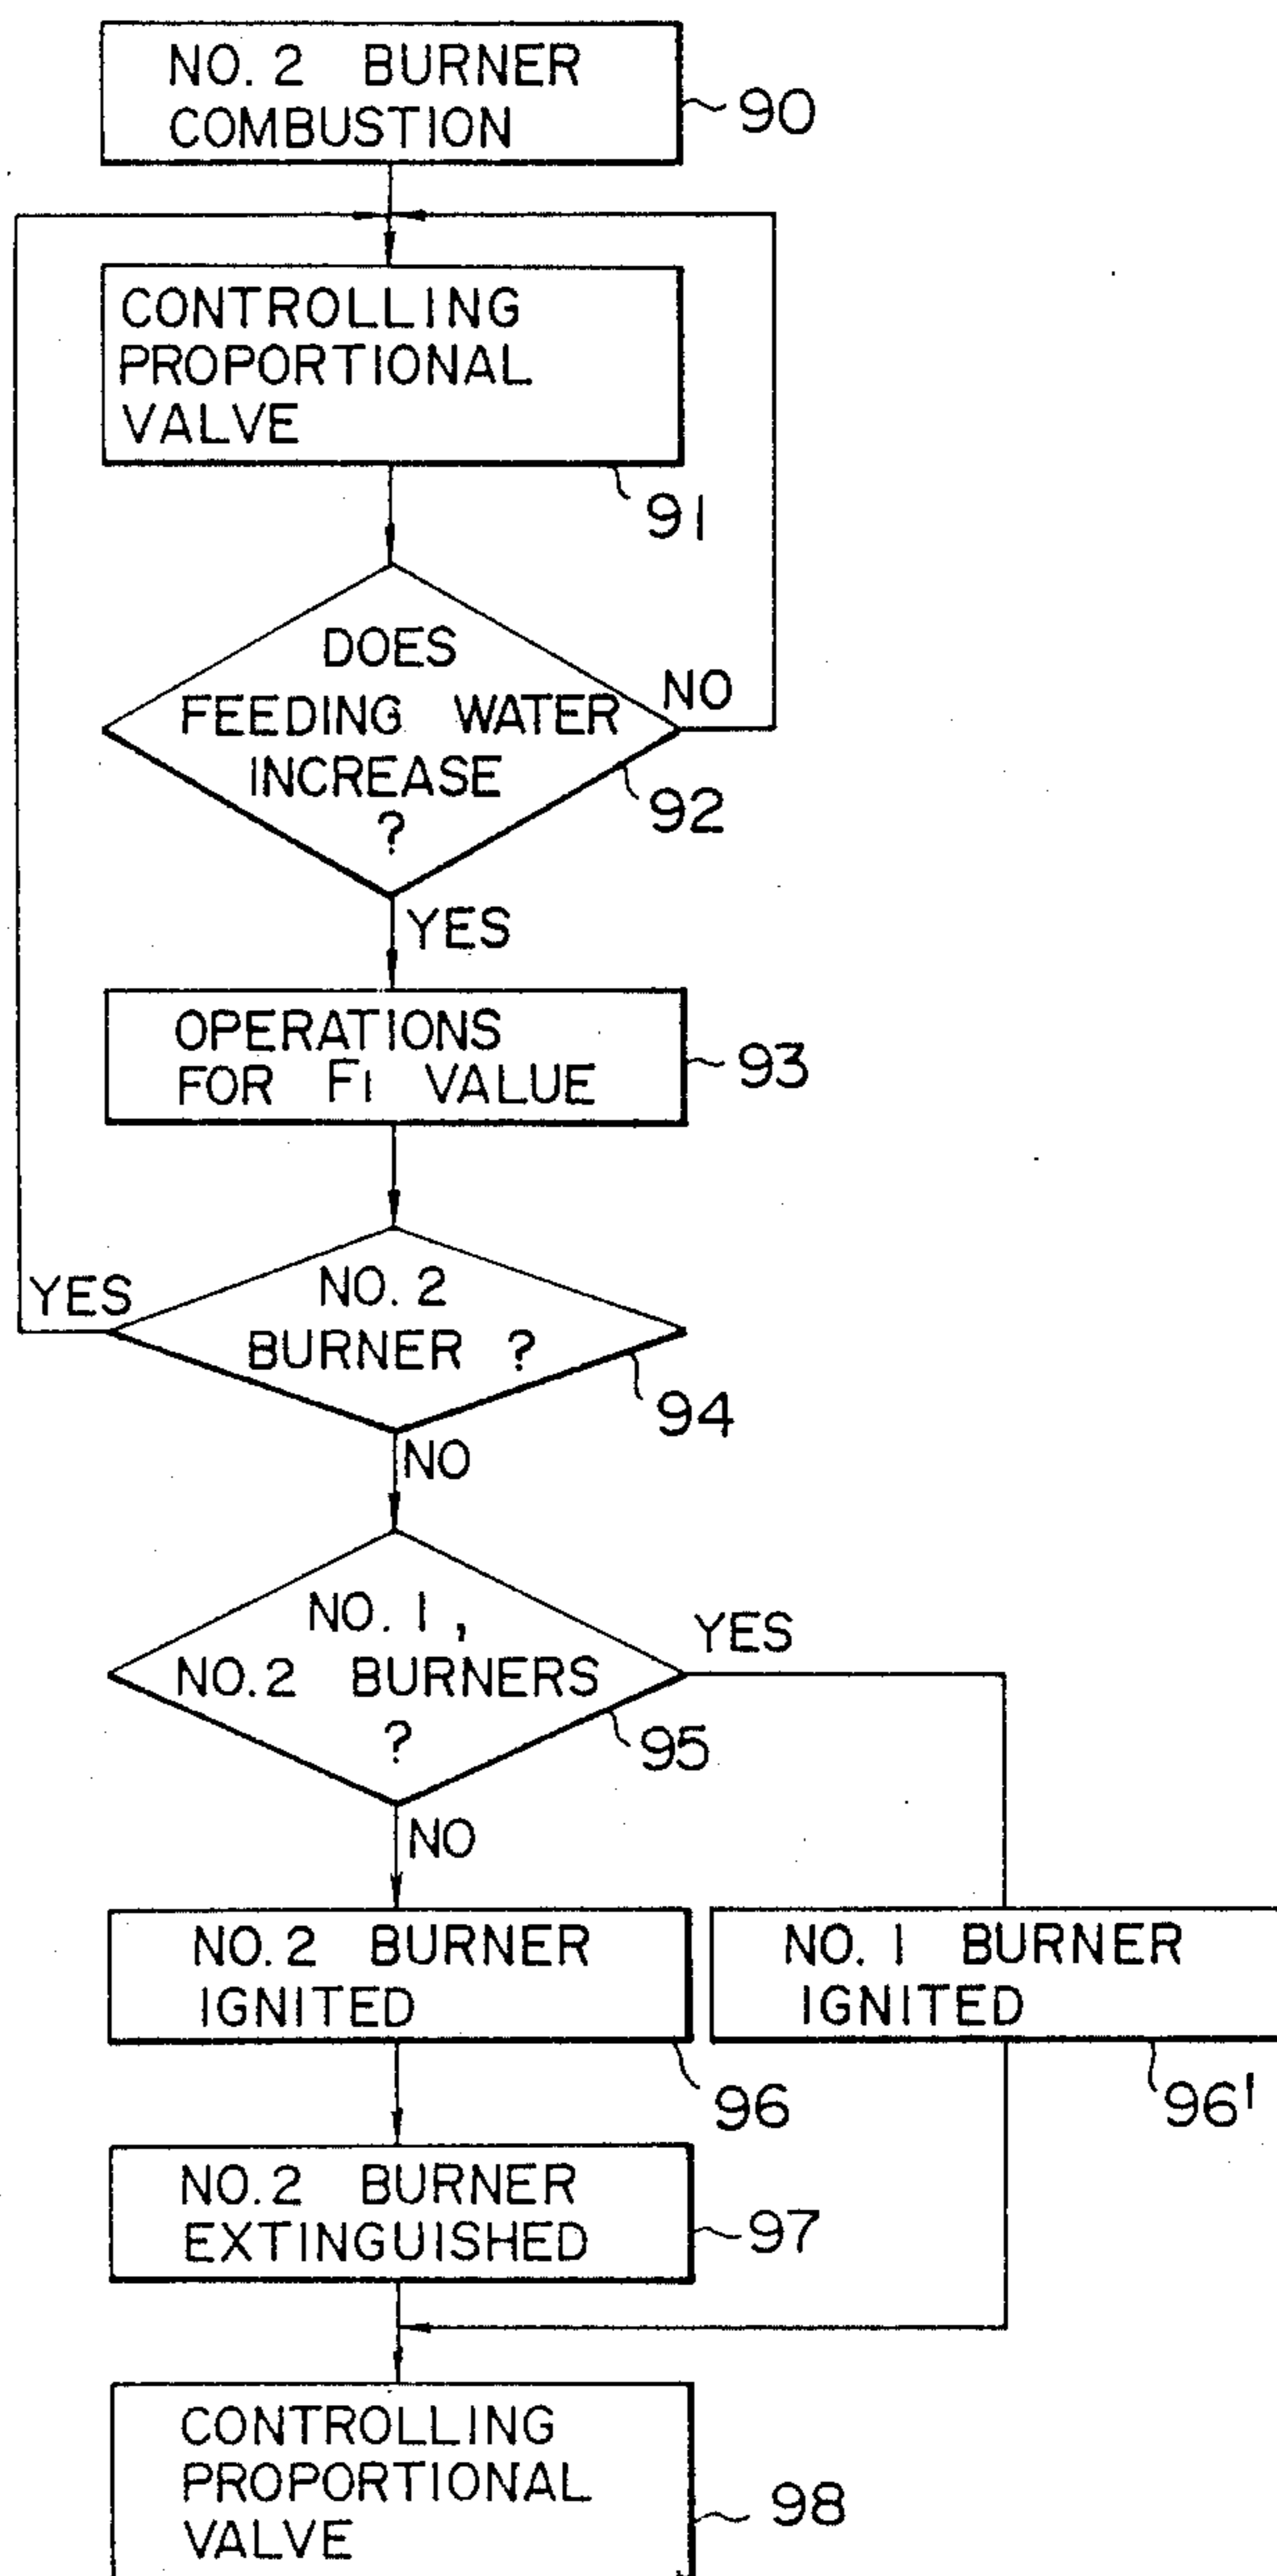 NO. 2 BURNER
COMBUSTION
90
CONTROLLING
PROPORTIONAL
VALVE
91
DOES
FEEDING WATER
INCREASE
?
NO
92
YES
OPERATIONS
FOR F1 VALUE
93
NO. 2
BURNER ?
YES
94
NO
NO. 1,
NO. 2 BURNERS
?
YES
95
NO
NO. 2 BURNER
IGNITED
96
NO. 1 BURNER
IGNITED
96'
NO. 2 BURNER
EXTINGUISHED
97
CONTROLLING
PROPORTIONAL
VALVE
98